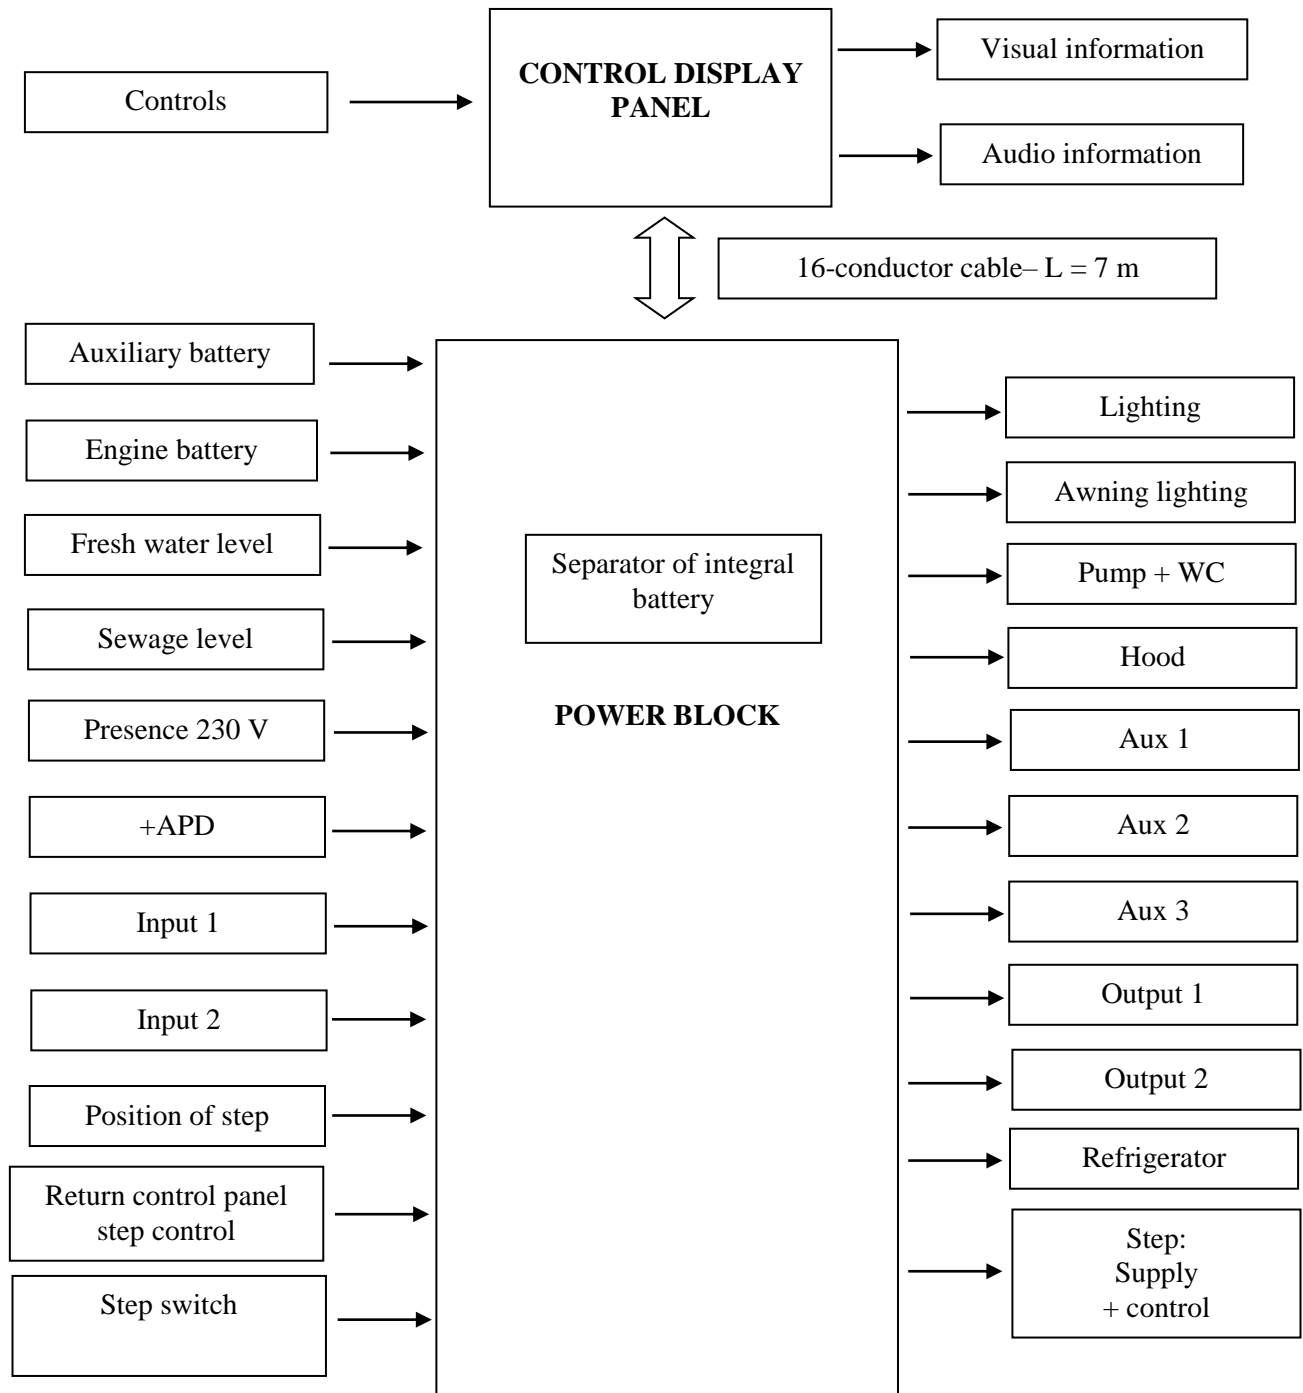 Controls
CONTROL DISPLAY
PANEL
Visual information
Audio information
16-conductor cable– L = 7 m
Auxiliary battery
Engine battery
Fresh water level
Sewage level
Presence 230 V
+APD
Input 1
Input 2
Position of step
Return control panel
step control
Step switch
Separator of integral
battery
POWER BLOCK
Lighting
Awning lighting
Pump + WC
Hood
Aux 1
Aux 2
Aux 3
Output 1
Output 2
Refrigerator
Step:
Supply
+ control